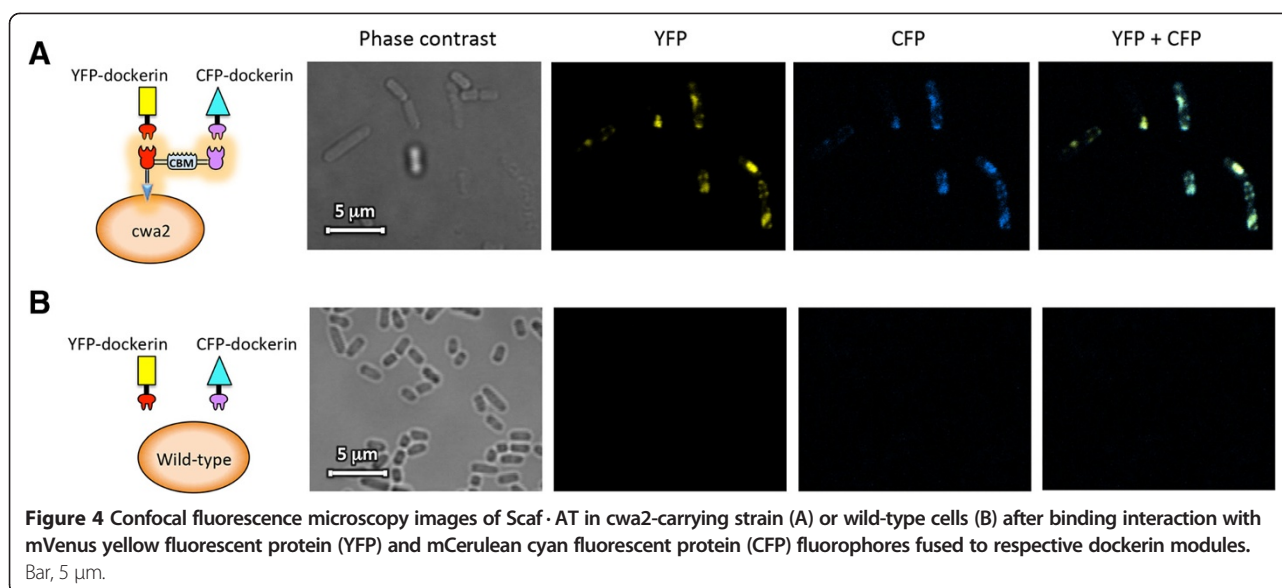 A
Phase contrast
YFP
CFP
YFP + CFP
YFP-dockerin
CFP-dockerin
CBM
cwa2
5 µm
B
YFP-dockerin
CFP-dockerin
Wild-type
5 µm
Figure 4 Confocal fluorescence microscopy images of Scaf · AT in cwa2-carrying strain (A) or wild-type cells (B) after binding interaction with
mVenus yellow fluorescent protein (YFP) and mCerulean cyan fluorescent protein (CFP) fluorophores fused to respective dockerin modules.
Bar, 5 µm.